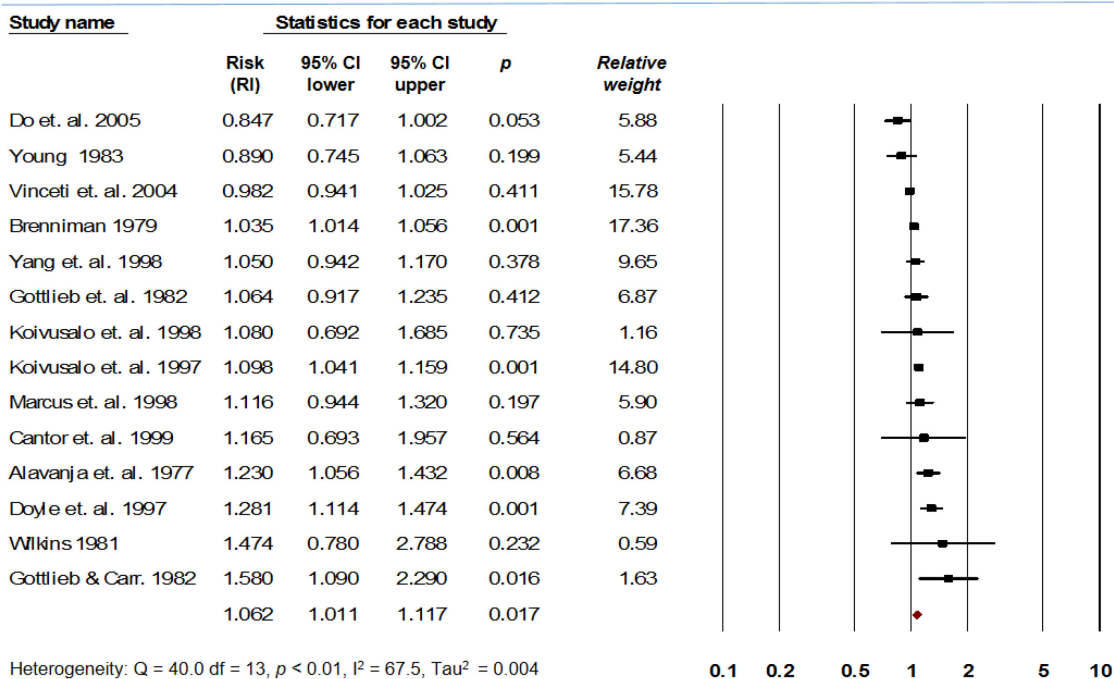 Study name Statistics for each study
Risk (RI) 95% CI lower 95% CI upper p Relative weight
Do et. al. 2005 0.847 0.717 1.002 0.053 5.88
Young 1983 0.890 0.745 1.063 0.199 5.44
Vinceti et. al. 2004 0.982 0.941 1.025 0.411 15.78
Brenniman 1979 1.035 1.014 1.056 0.001 17.36
Yang et. al. 1998 1.050 0.942 1.170 0.378 9.65
Gottlieb et. al. 1982 1.064 0.917 1.235 0.412 6.87
Koivusalo et. al. 1998 1.080 0.692 1.685 0.735 1.16
Koivusalo et. al. 1997 1.098 1.041 1.159 0.001 14.80
Marcus et. al. 1998 1.116 0.944 1.320 0.197 5.90
Cantor et. al. 1999 1.165 0.693 1.957 0.564 0.87
Alavanja et. al. 1977 1.230 1.056 1.432 0.008 6.68
Doyle et. al. 1997 1.281 1.114 1.474 0.001 7.39
Wilkins 1981 1.474 0.780 2.788 0.232 0.59
Gottlieb & Carr. 1982 1.580 1.090 2.290 0.016 1.63
1.062 1.011 1.117 0.017
Heterogeneity: Q = 40.0 df = 13, p < 0.01, I² = 67.5, Tau² = 0.004
0.1 0.2 0.5 1 2 5 10